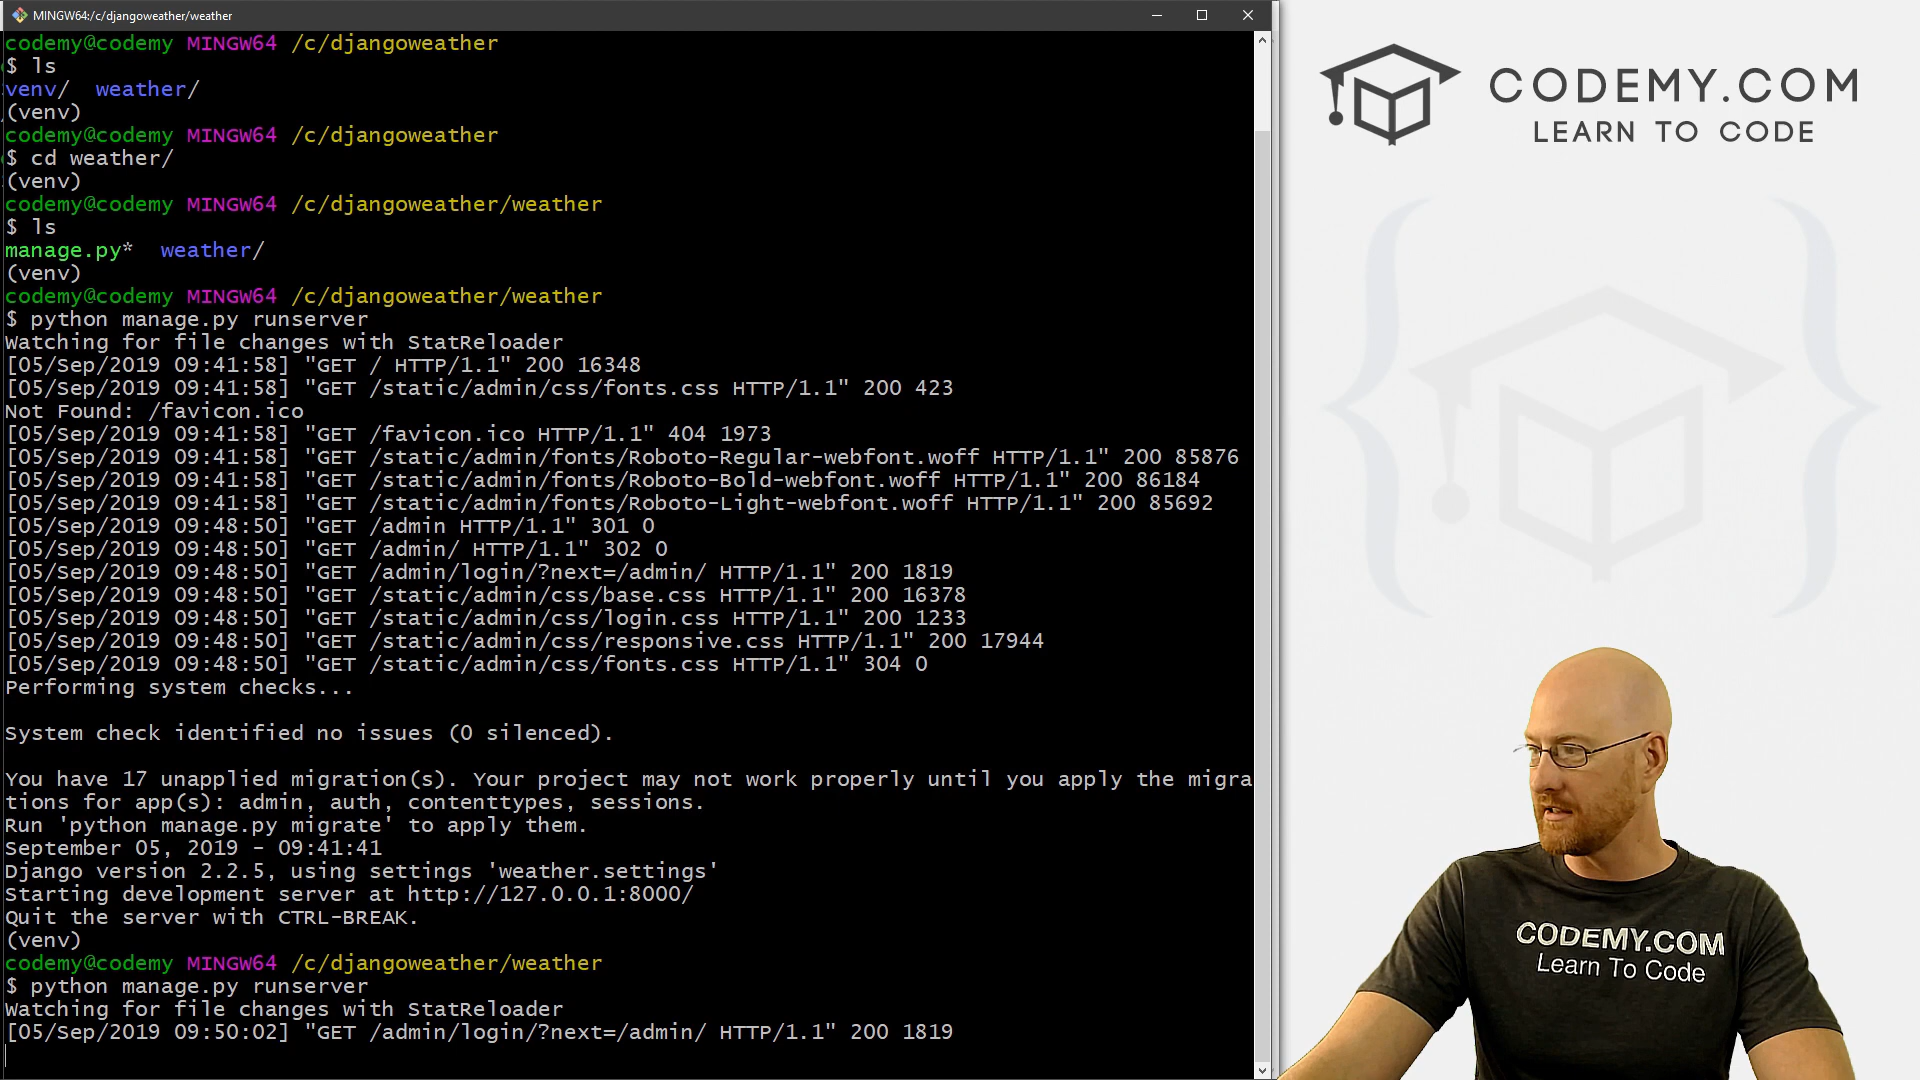 MINGW64:/c/djangoweather/weather
codemy@codemy MINGW64 /c/djangoweather
$ ls
venv/  weather/
(venv)
codemy@codemy MINGW64 /c/djangoweather
$ cd weather/
(venv)
codemy@codemy MINGW64 /c/djangoweather/weather
$ ls
manage.py*  weather/
(venv)
codemy@codemy MINGW64 /c/djangoweather/weather
$ python manage.py runserver
Watching for file changes with StatReloader
[05/Sep/2019 09:41:58] "GET / HTTP/1.1" 200 16348
[05/Sep/2019 09:41:58] "GET /static/admin/css/fonts.css HTTP/1.1" 200 423
Not Found: /favicon.ico
[05/Sep/2019 09:41:58] "GET /favicon.ico HTTP/1.1" 404 1973
[05/Sep/2019 09:41:58] "GET /static/admin/fonts/Roboto-Regular-webfont.woff HTTP/1.1" 200 85876
[05/Sep/2019 09:41:58] "GET /static/admin/fonts/Roboto-Bold-webfont.woff HTTP/1.1" 200 86184
[05/Sep/2019 09:41:58] "GET /static/admin/fonts/Roboto-Light-webfont.woff HTTP/1.1" 200 85692
[05/Sep/2019 09:48:50] "GET /admin HTTP/1.1" 301 0
[05/Sep/2019 09:48:50] "GET /admin/ HTTP/1.1" 302 0
[05/Sep/2019 09:48:50] "GET /admin/login/?next=/admin/ HTTP/1.1" 200 1819
[05/Sep/2019 09:48:50] "GET /static/admin/css/base.css HTTP/1.1" 200 16378
[05/Sep/2019 09:48:50] "GET /static/admin/css/login.css HTTP/1.1" 200 1233
[05/Sep/2019 09:48:50] "GET /static/admin/css/responsive.css HTTP/1.1" 200 17944
[05/Sep/2019 09:48:50] "GET /static/admin/css/fonts.css HTTP/1.1" 304 0
Performing system checks...
System check identified no issues (0 silenced).
You have 17 unapplied migration(s). Your project may not work properly until you apply the migra
tions for app(s): admin, auth, contenttypes, sessions.
Run 'python manage.py migrate' to apply them.
September 05, 2019 - 09:41:41
Django version 2.2.5, using settings 'weather.settings'
Starting development server at http://127.0.0.1:8000/
Quit the server with CTRL-BREAK.
(venv)
codemy@codemy MINGW64 /c/djangoweather/weather
$ python manage.py runserver
Watching for file changes with StatReloader
[05/Sep/2019 09:50:02] "GET /admin/login/?next=/admin/ HTTP/1.1" 200 1819
CODEMY.COM
LEARN TO CODE
CODEMY.COM
Learn To Code